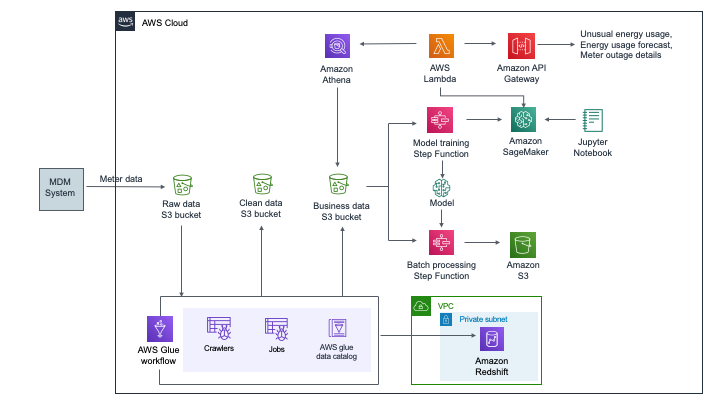 aws
AWS Cloud
Unusual energy usage,
Energy usage forecast,
Meter outage details
Amazon
Athena
AWS
Lambda
Amazon API
Gateway
Model training
Step Function
Amazon
SageMaker
Jupyter
Notebook
MDM
System
Meter data
Raw data
S3 bucket
Clean data
S3 bucket
Business data
S3 bucket
Model
Batch processing
Step Function
Amazon
S3
AWS Glue
workflow
Crawlers
Jobs
AWS glue
data catalog
VPC
Private subnet
Amazon
Redshift